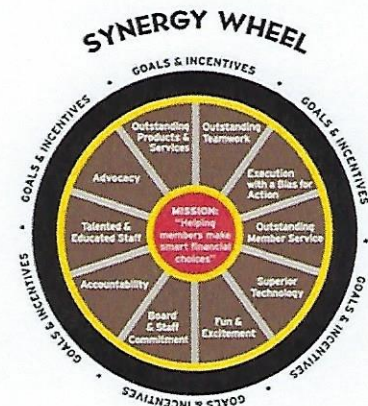 SYNERGY WHEEL
GOALS & INCENTIVES
GOALS & INCENTIVES
GOALS & INCENTIVES
GOALS & INCENTIVES
GOALS & INCENTIVES
GOALS & INCENTIVES
Outstanding
Products &
Services
Outstanding
Teamwork
Execution
with a Bias for
Action
Outstanding
Member Service
Superior
Technology
Fun &
Excitement
Board
& Staff
Commitment
Accountability
Talented &
Educated Staff
Advocacy
MISSION:
"Helping
members make
smart financial
choices"